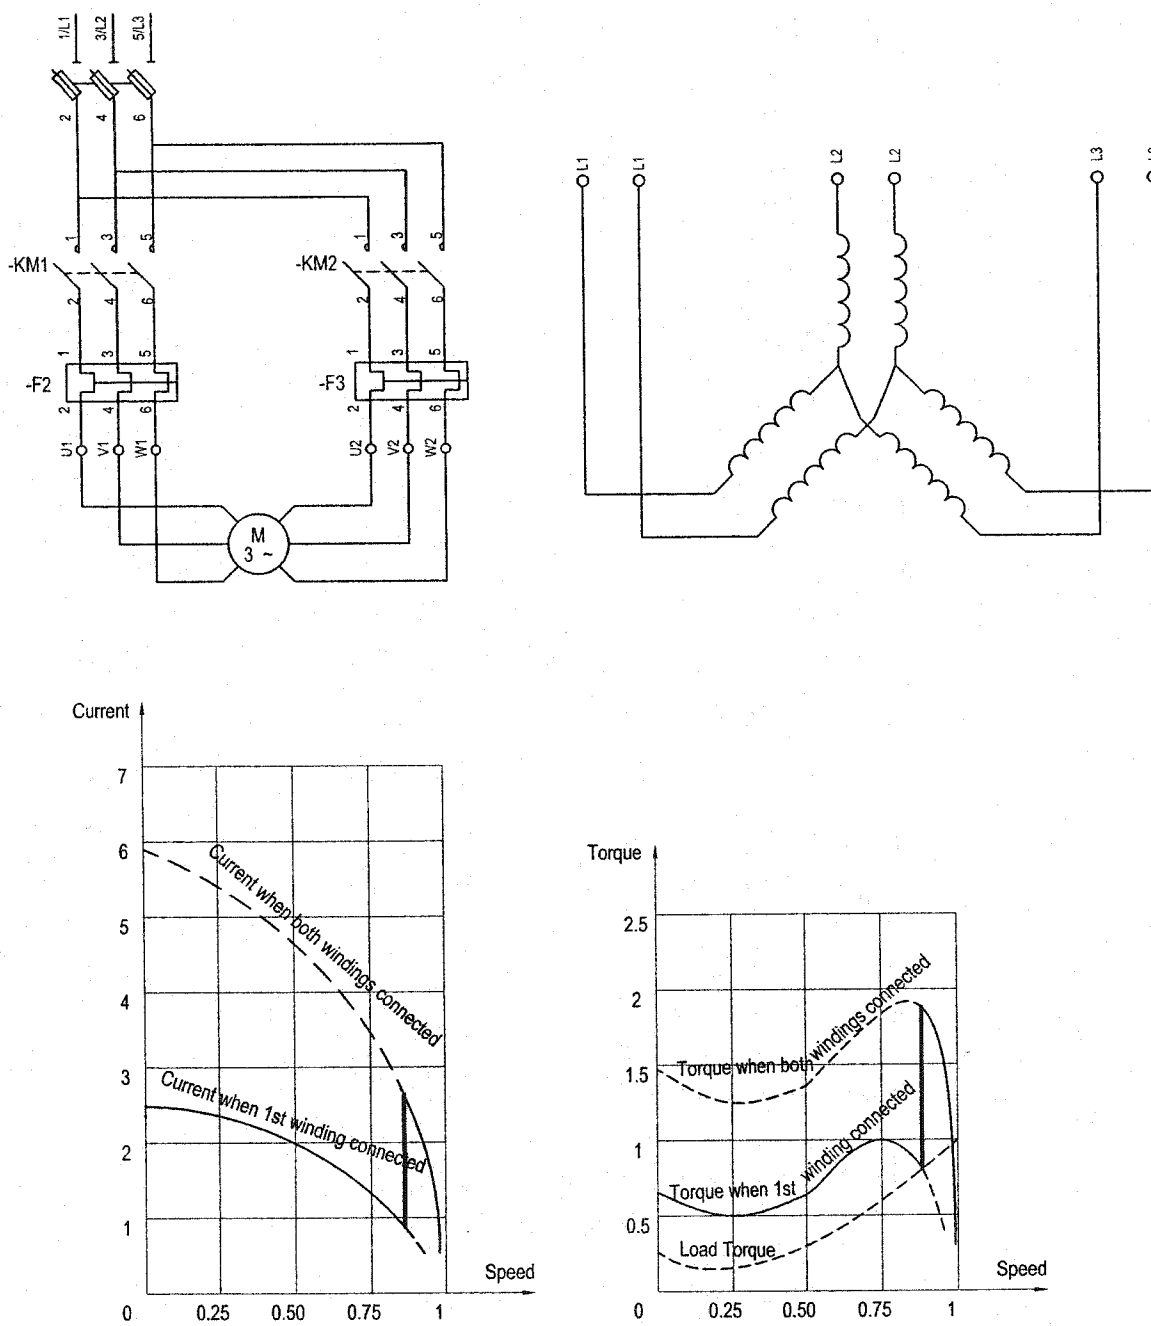 1/L1 3/L2 5/L3
2 4 6
1 3 5
1 3 5
-KM1
-KM2
2 4 6
2 4 6
1 3 5
1 3 5
-F2
-F3
2 4 6
2 4 6
U1 V1 W1
U2 V2 W2
M
3 ~
L1 L1 L2 L2 L3
Current
7
6
5
4
3
2
1
Current when both windings connected
Current when 1st winding connected
Speed
0 0.25 0.50 0.75 1
Torque
2.5
2
1.5
1
0.5
Torque when both windings connected
Torque when 1st winding connected
Load Torque
Speed
0 0.25 0.50 0.75 1